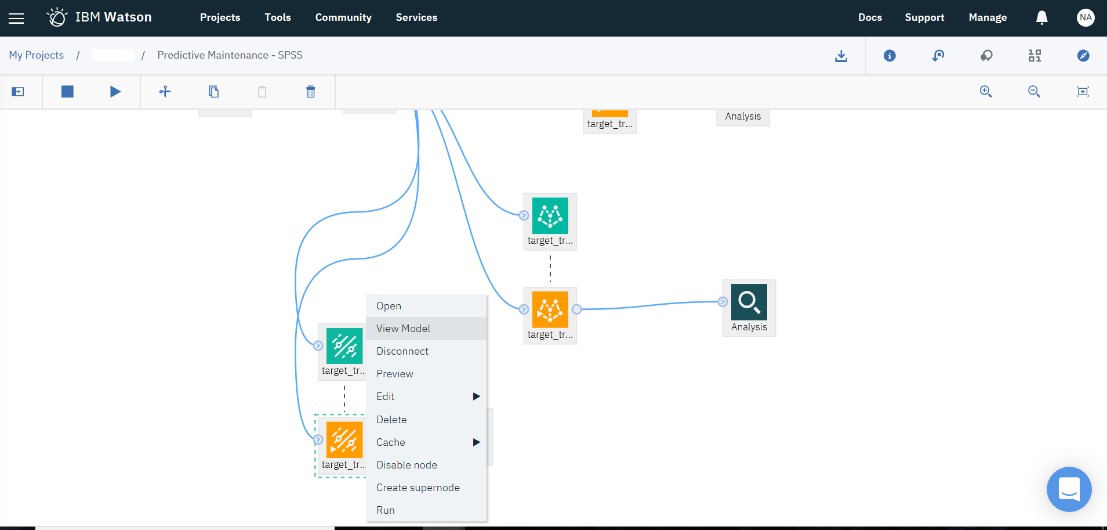 IBM Watson
Projects
Tools
Community
Services
Docs
Support
Manage
NA
My Projects / / Predictive Maintenance - SPSS
target_tr...
Analysis
target_tr...
target_tr...
Analysis
target_tr...
target_tr...
Open
View Model
Disconnect
Preview
Edit
Delete
Cache
Disable node
Create supernode
Run